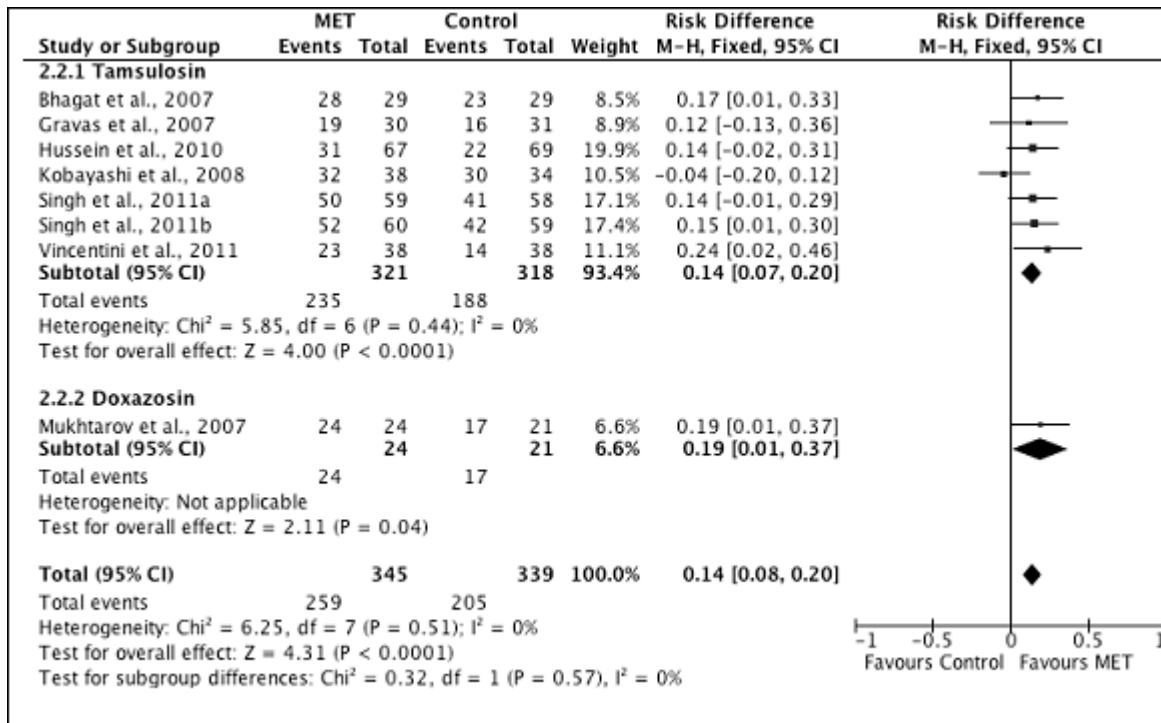 MET Control Risk Difference Risk Difference
Study or Subgroup Events Total Events Total Weight M-H, Fixed, 95% CI M-H, Fixed, 95% CI
2.2.1 Tamsulosin
Bhagat et al., 2007 28 29 23 29 8.5% 0.17 [0.01, 0.33]
Gravas et al., 2007 19 30 16 31 8.9% 0.12 [-0.13, 0.36]
Hussein et al., 2010 31 67 22 69 19.9% 0.14 [-0.02, 0.31]
Kobayashi et al., 2008 32 38 30 34 10.5% -0.04 [-0.20, 0.12]
Singh et al., 2011a 50 59 41 58 17.1% 0.14 [-0.01, 0.29]
Singh et al., 2011b 52 60 42 59 17.4% 0.15 [0.01, 0.30]
Vincentini et al., 2011 23 38 14 38 11.1% 0.24 [0.02, 0.46]
Subtotal (95% CI) 321 318 93.4% 0.14 [0.07, 0.20]
Total events 235 188
Heterogeneity: Chi² = 5.85, df = 6 (P = 0.44); I² = 0%
Test for overall effect: Z = 4.00 (P < 0.0001)
2.2.2 Doxazosin
Mukhtarov et al., 2007 24 24 17 21 6.6% 0.19 [0.01, 0.37]
Subtotal (95% CI) 24 21 6.6% 0.19 [0.01, 0.37]
Total events 24 17
Heterogeneity: Not applicable
Test for overall effect: Z = 2.11 (P = 0.04)
Total (95% CI) 345 339 100.0% 0.14 [0.08, 0.20]
Total events 259 205
Heterogeneity: Chi² = 6.25, df = 7 (P = 0.51); I² = 0%
Test for overall effect: Z = 4.31 (P < 0.0001)
Test for subgroup differences: Chi² = 0.32, df = 1 (P = 0.57), I² = 0%
-1 -0.5 0 0.5 1
Favours Control Favours MET